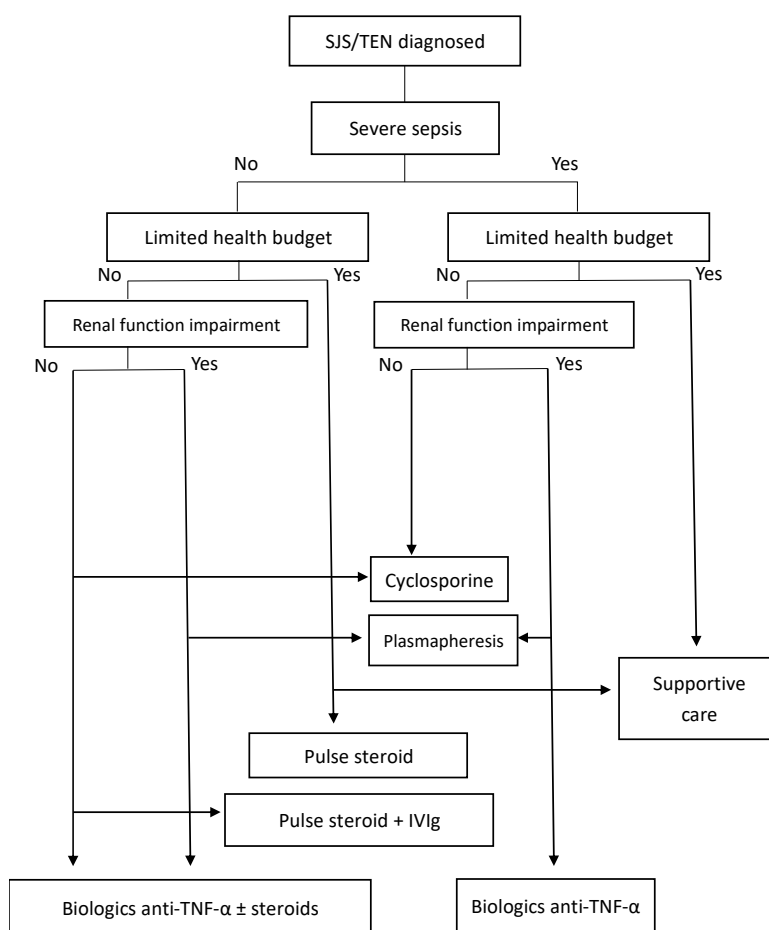 SJS/TEN diagnosed
Severe sepsis
No
Yes
Limited health budget
Limited health budget
No
Yes
No
Yes
Renal function impairment
Renal function impairment
No
Yes
No
Yes
Cyclosporine
Plasmapheresis
Supportive
care
Pulse steroid
Pulse steroid + IVIg
Biologics anti-TNF-α ± steroids
Biologics anti-TNF-α